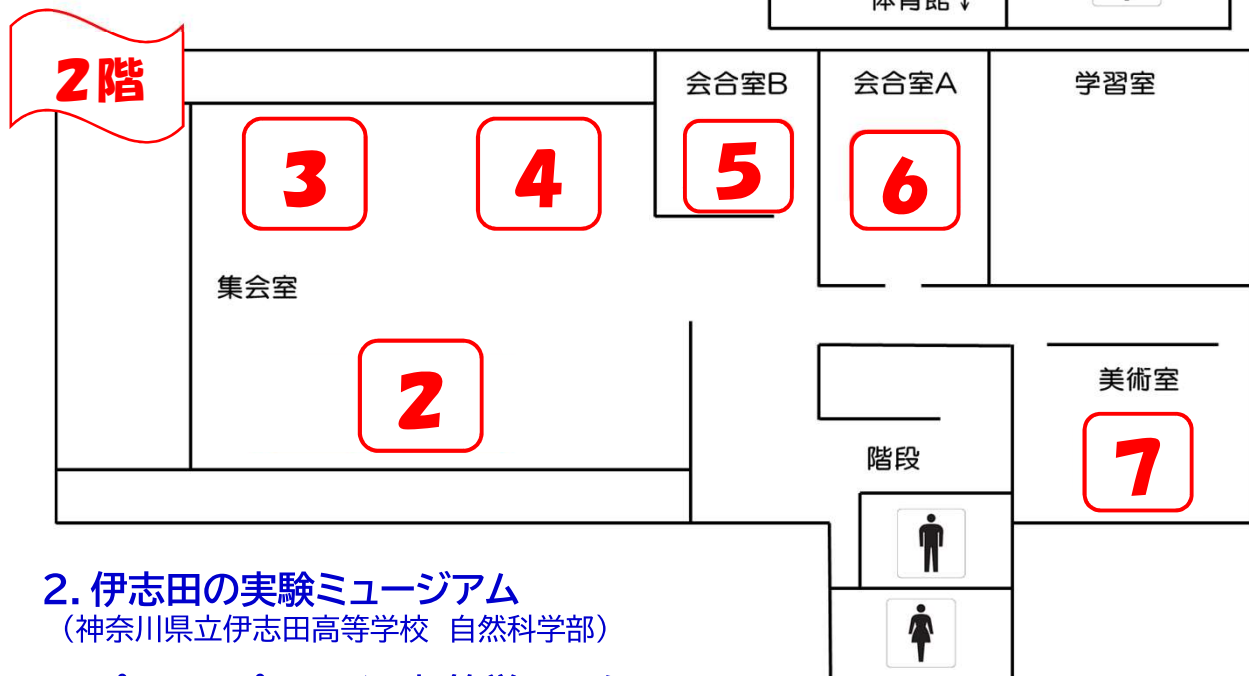 体育館↓
2階
会合室B
会合室A
学習室
3
4
5
6
集会室
2
美術室
7
階段
2. 伊志田の実験ミュージアム
（神奈川県立伊志田高等学校 自然科学部）